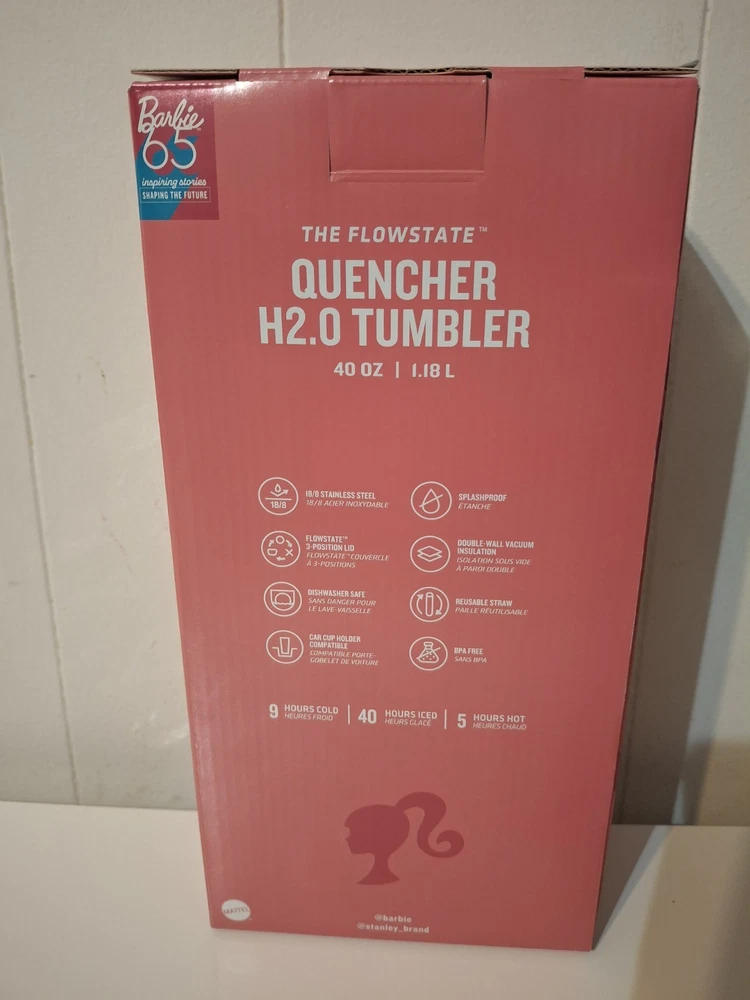 Barbie™
65
inspiring stories
SHAPING THE FUTURE
THE FLOWSTATE™
QUENCHER
H2.0 TUMBLER
40 OZ | 1.18 L
18/8
18/8 STAINLESS STEEL
18/8 ACIER INOXYDABLE
SPLASHPROOF
ÉTANCHE
FLOWSTATE™
3-POSITION LID
FLOWSTATE™ COUVERCLE
À 3-POSITIONS
DOUBLE-WALL VACUUM
INSULATION
ISOLATION SOUS VIDE
À PAROI DOUBLE
DISHWASHER SAFE
SANS DANGER POUR
LE LAVE-VAISSELLE
REUSABLE STRAW
PAILLE RÉUTILISABLE
CAR CUP HOLDER
COMPATIBLE
COMPATIBLE PORTE-
GOBELET DE VOITURE
BPA FREE
SANS BPA
9 HOURS COLD | 40 HOURS ICED | 5 HOURS HOT
HEURES FROID HEURS GLACÉ HEURES CHAUD
MATTEL
@barbie
@stanley_brand